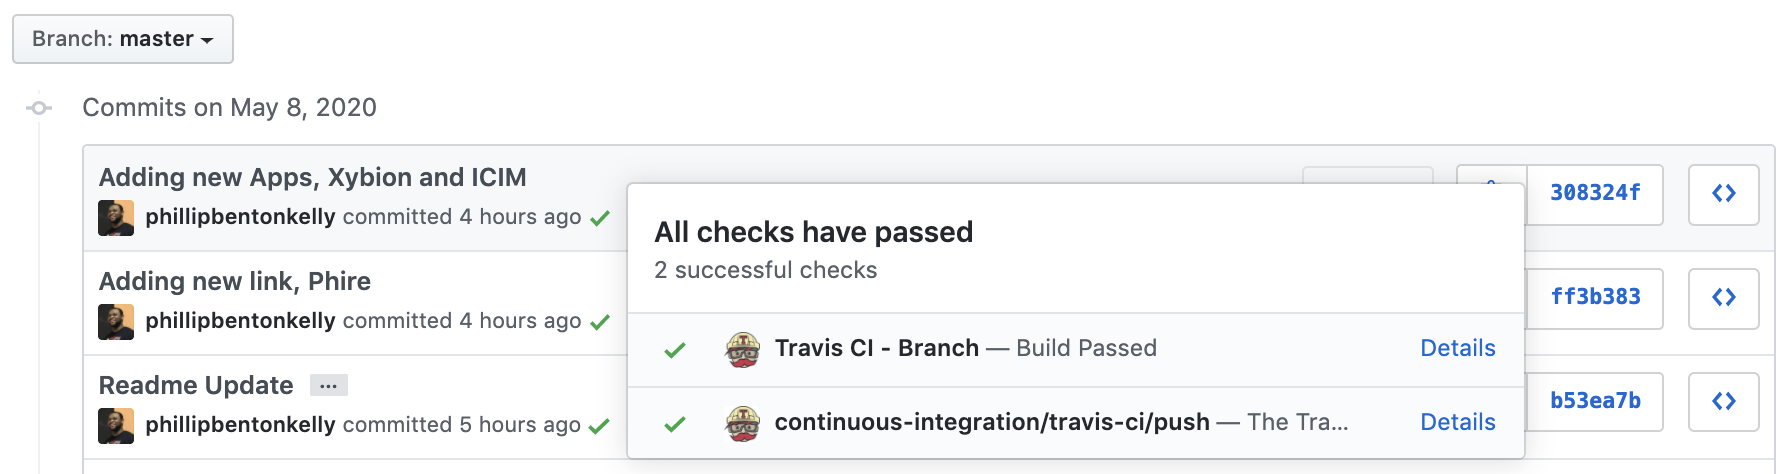 Branch: master
Commits on May 8, 2020
Adding new Apps, Xybion and ICIM
308324f
phillipbentonkelly committed 4 hours ago
All checks have passed
2 successful checks
Adding new link, Phire
ff3b383
phillipbentonkelly committed 4 hours ago
Travis CI - Branch — Build Passed Details
Readme Update ...
b53ea7b
phillipbentonkelly committed 5 hours ago
continuous-integration/travis-ci/push — The Tra... Details